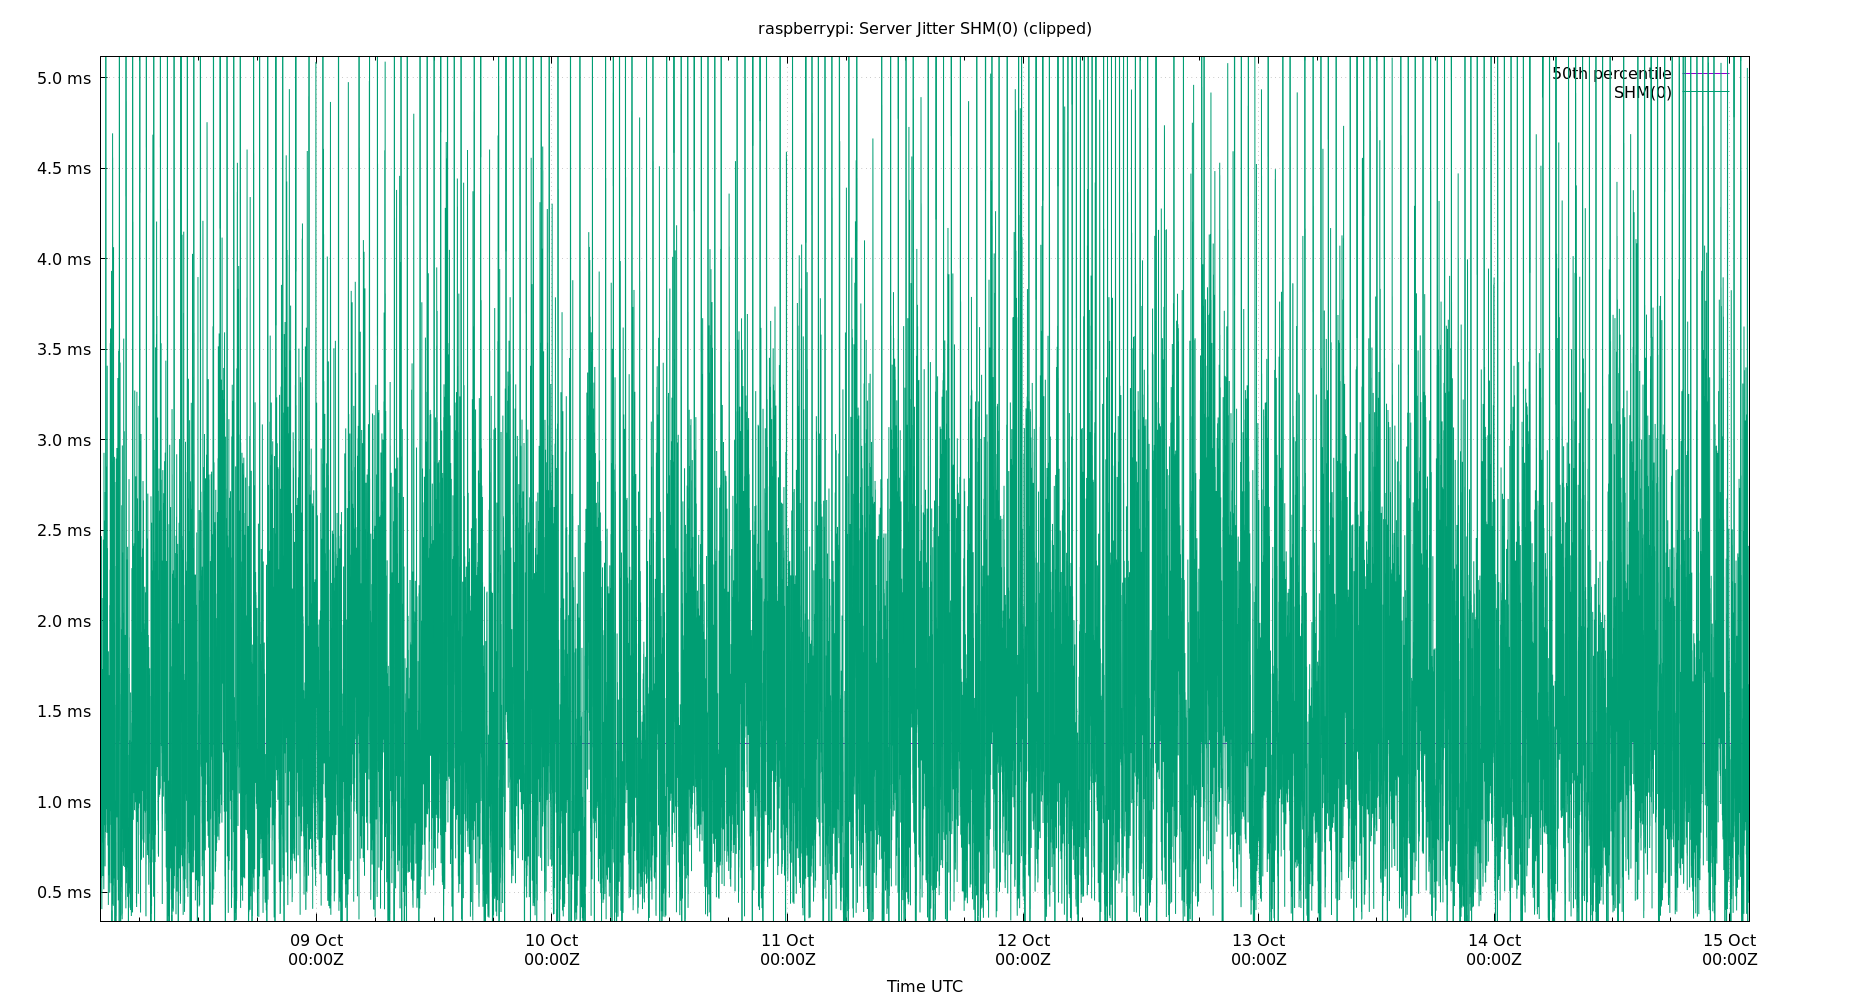 raspberrypi: Server Jitter SHM(0) (clipped)
50th percentile
SHM(0)
5.0 ms
4.5 ms
4.0 ms
3.5 ms
3.0 ms
2.5 ms
2.0 ms
1.5 ms
1.0 ms
0.5 ms
09 Oct 10 Oct 11 Oct 12 Oct 13 Oct 14 Oct 15 Oct
00:00Z 00:00Z 00:00Z 00:00Z 00:00Z 00:00Z 00:00Z
Time UTC